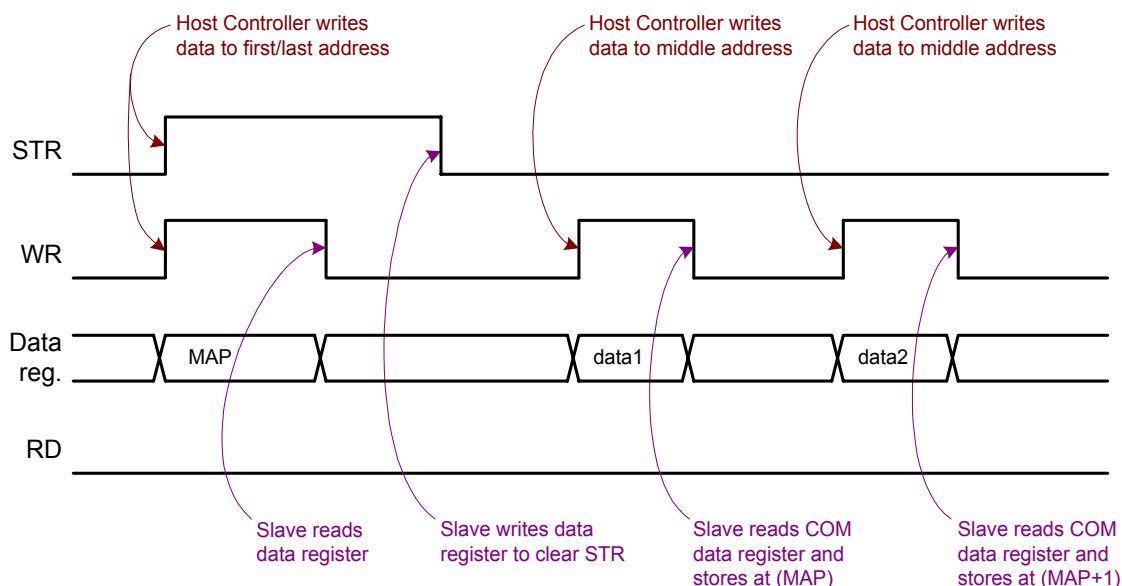 Host Controller writes
data to first/last address
Host Controller writes
data to middle address
Host Controller writes
data to middle address
STR
WR
Data
reg.
MAP
data1
data2
RD
Slave reads
data register
Slave writes data
register to clear STR
Slave reads COM
data register and
stores at (MAP)
Slave reads COM
data register and
stores at (MAP+1)